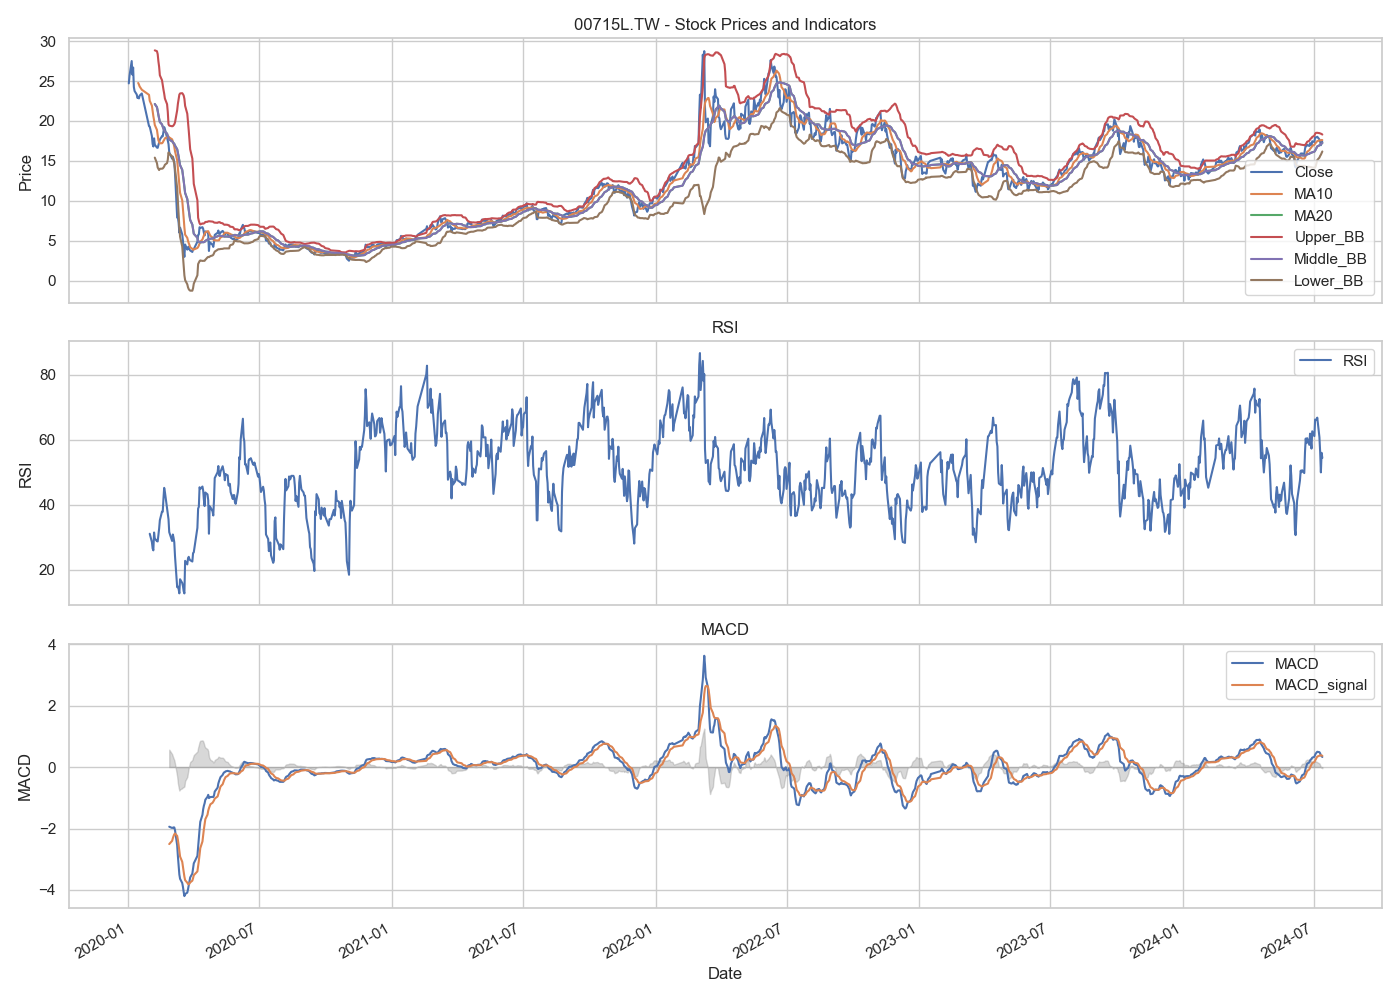 00715L.TW - Stock Prices and Indicators
30
25
20
15
10
5
0
Price
Close
MA10
MA20
Upper_BB
Middle_BB
Lower_BB
RSI
80
60
40
20
RSI
RSI
MACD
4
2
0
−2
−4
MACD
MACD
MACD_signal
2020-01
2020-07
2021-01
2021-07
2022-01
2022-07
2023-01
2023-07
2024-01
2024-07
Date